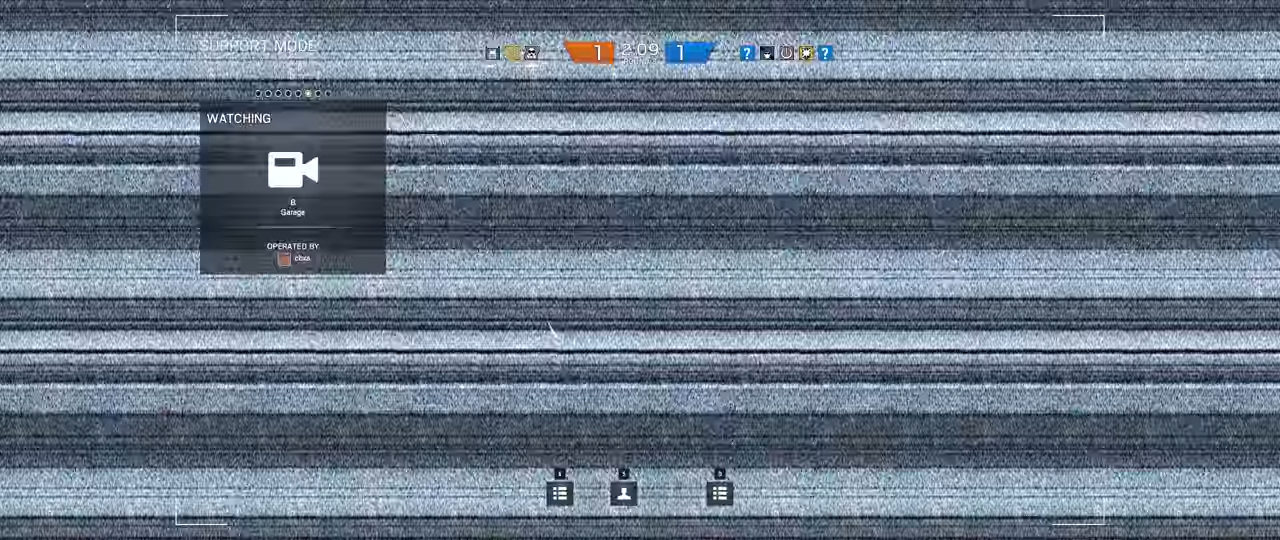 SUPPORT MODE
1 2:09 1
? ?
WATCHING
Garage
OPERATED BY